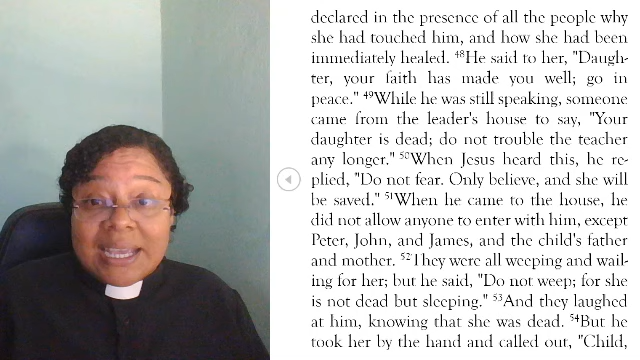 declared in the presence of all the people why
she had touched him, and how she had been
immediately healed. ⁴⁸He said to her, "Daugh-
ter, your faith has made you well; go in
peace." ⁴⁹While he was still speaking, someone
came from the leader's house to say, "Your
daughter is dead; do not trouble the teacher
any longer." ⁵⁰When Jesus heard this, he re-
plied, "Do not fear. Only believe, and she will
be saved." ⁵¹When he came to the house, he
did not allow anyone to enter with him, except
Peter, John, and James, and the child's father
and mother. ⁵²They were all weeping and wail-
ing for her; but he said, "Do not weep; for she
is not dead but sleeping." ⁵³And they laughed
at him, knowing that she was dead. ⁵⁴But he
took her by the hand and called out, "Child,